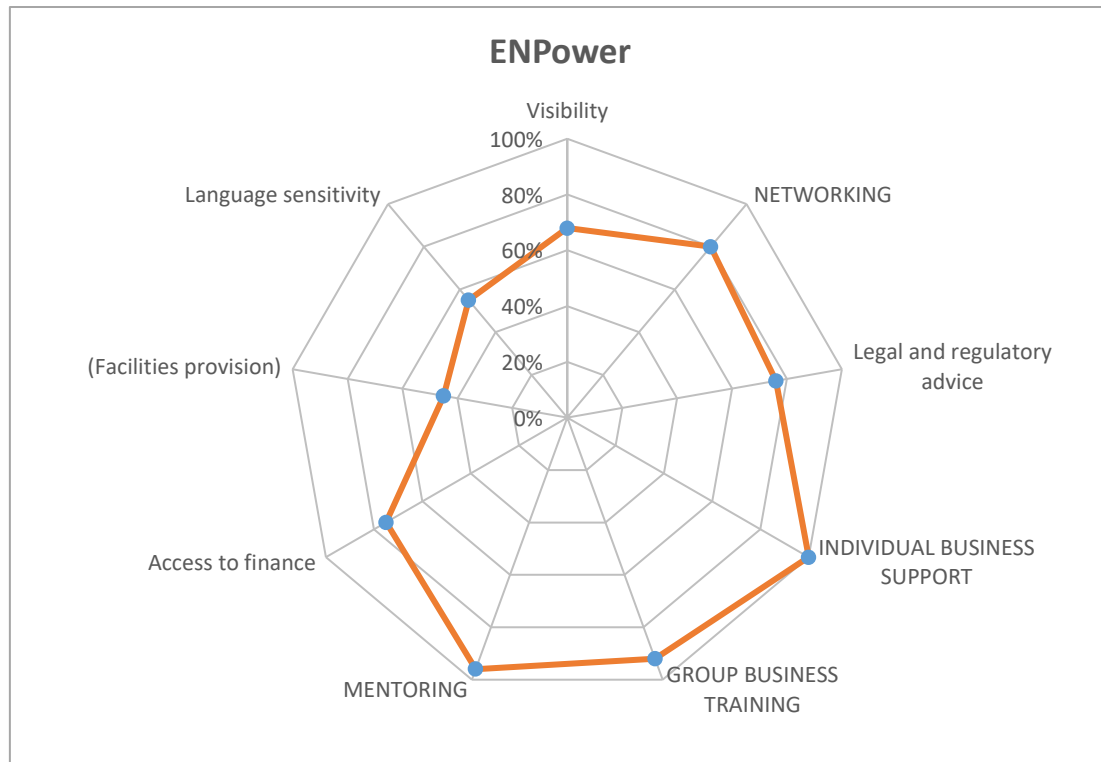 ENPower
Visibility
100%
80%
60%
40%
20%
0%
NETWORKING
Legal and regulatory
advice
INDIVIDUAL BUSINESS
SUPPORT
GROUP BUSINESS
TRAINING
MENTORING
Access to finance
(Facilities provision)
Language sensitivity